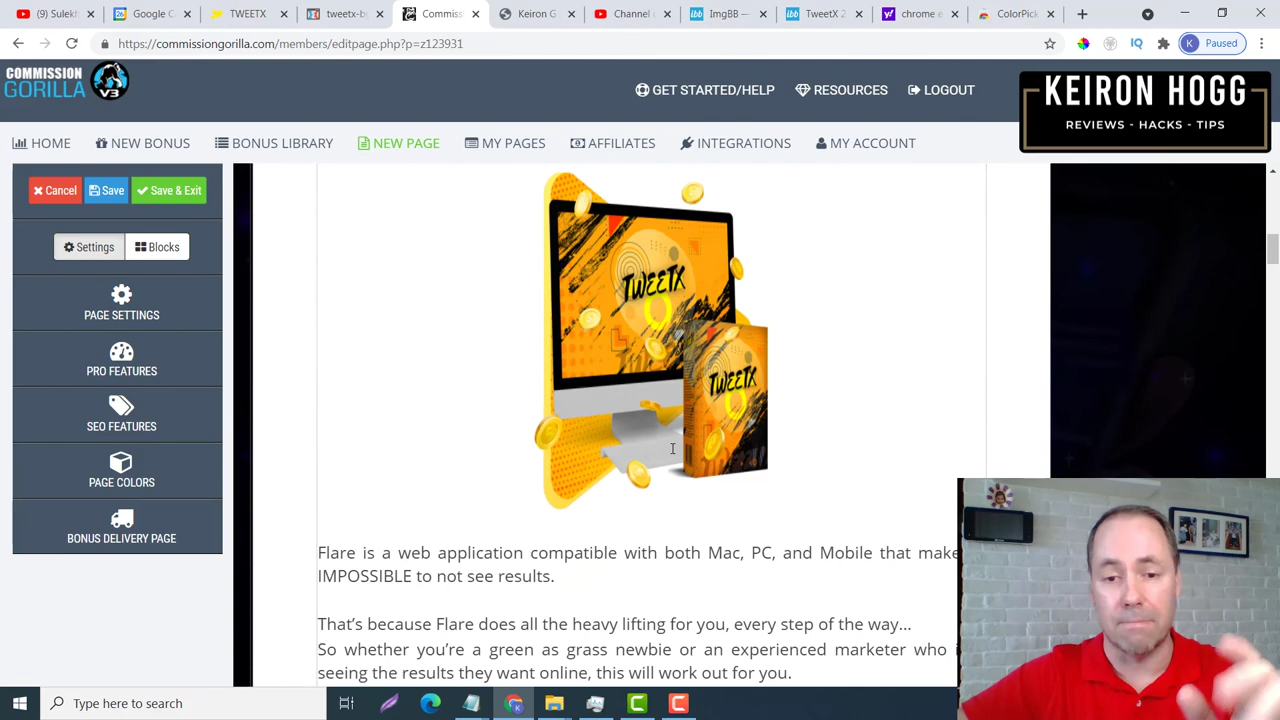 Sulekh
Google C
TWEETX
tweetx-b
Commiss
Keiron G
Channel c
ImgBB —
TweetX 2
chrome e
ColorPick
https://commissiongorilla.com/members/editpage.php?p=z123931
IQ
K Paused
COMMISSION
GORILLA
V3
GET STARTED/HELP
RESOURCES
LOGOUT
KEIRON HOGG
REVIEWS - HACKS - TIPS
HOME
NEW BONUS
BONUS LIBRARY
NEW PAGE
MY PAGES
AFFILIATES
INTEGRATIONS
MY ACCOUNT
Cancel
Save
Save & Exit
Settings
Blocks
PAGE SETTINGS
PRO FEATURES
SEO FEATURES
PAGE COLORS
BONUS DELIVERY PAGE
TWEETX
TWEETX
Flare is a web application compatible with both Mac, PC, and Mobile that make
IMPOSSIBLE to not see results.
That's because Flare does all the heavy lifting for you, every step of the way...
So whether you're a green as grass newbie or an experienced marketer who i
seeing the results they want online, this will work out for you.
Type here to search